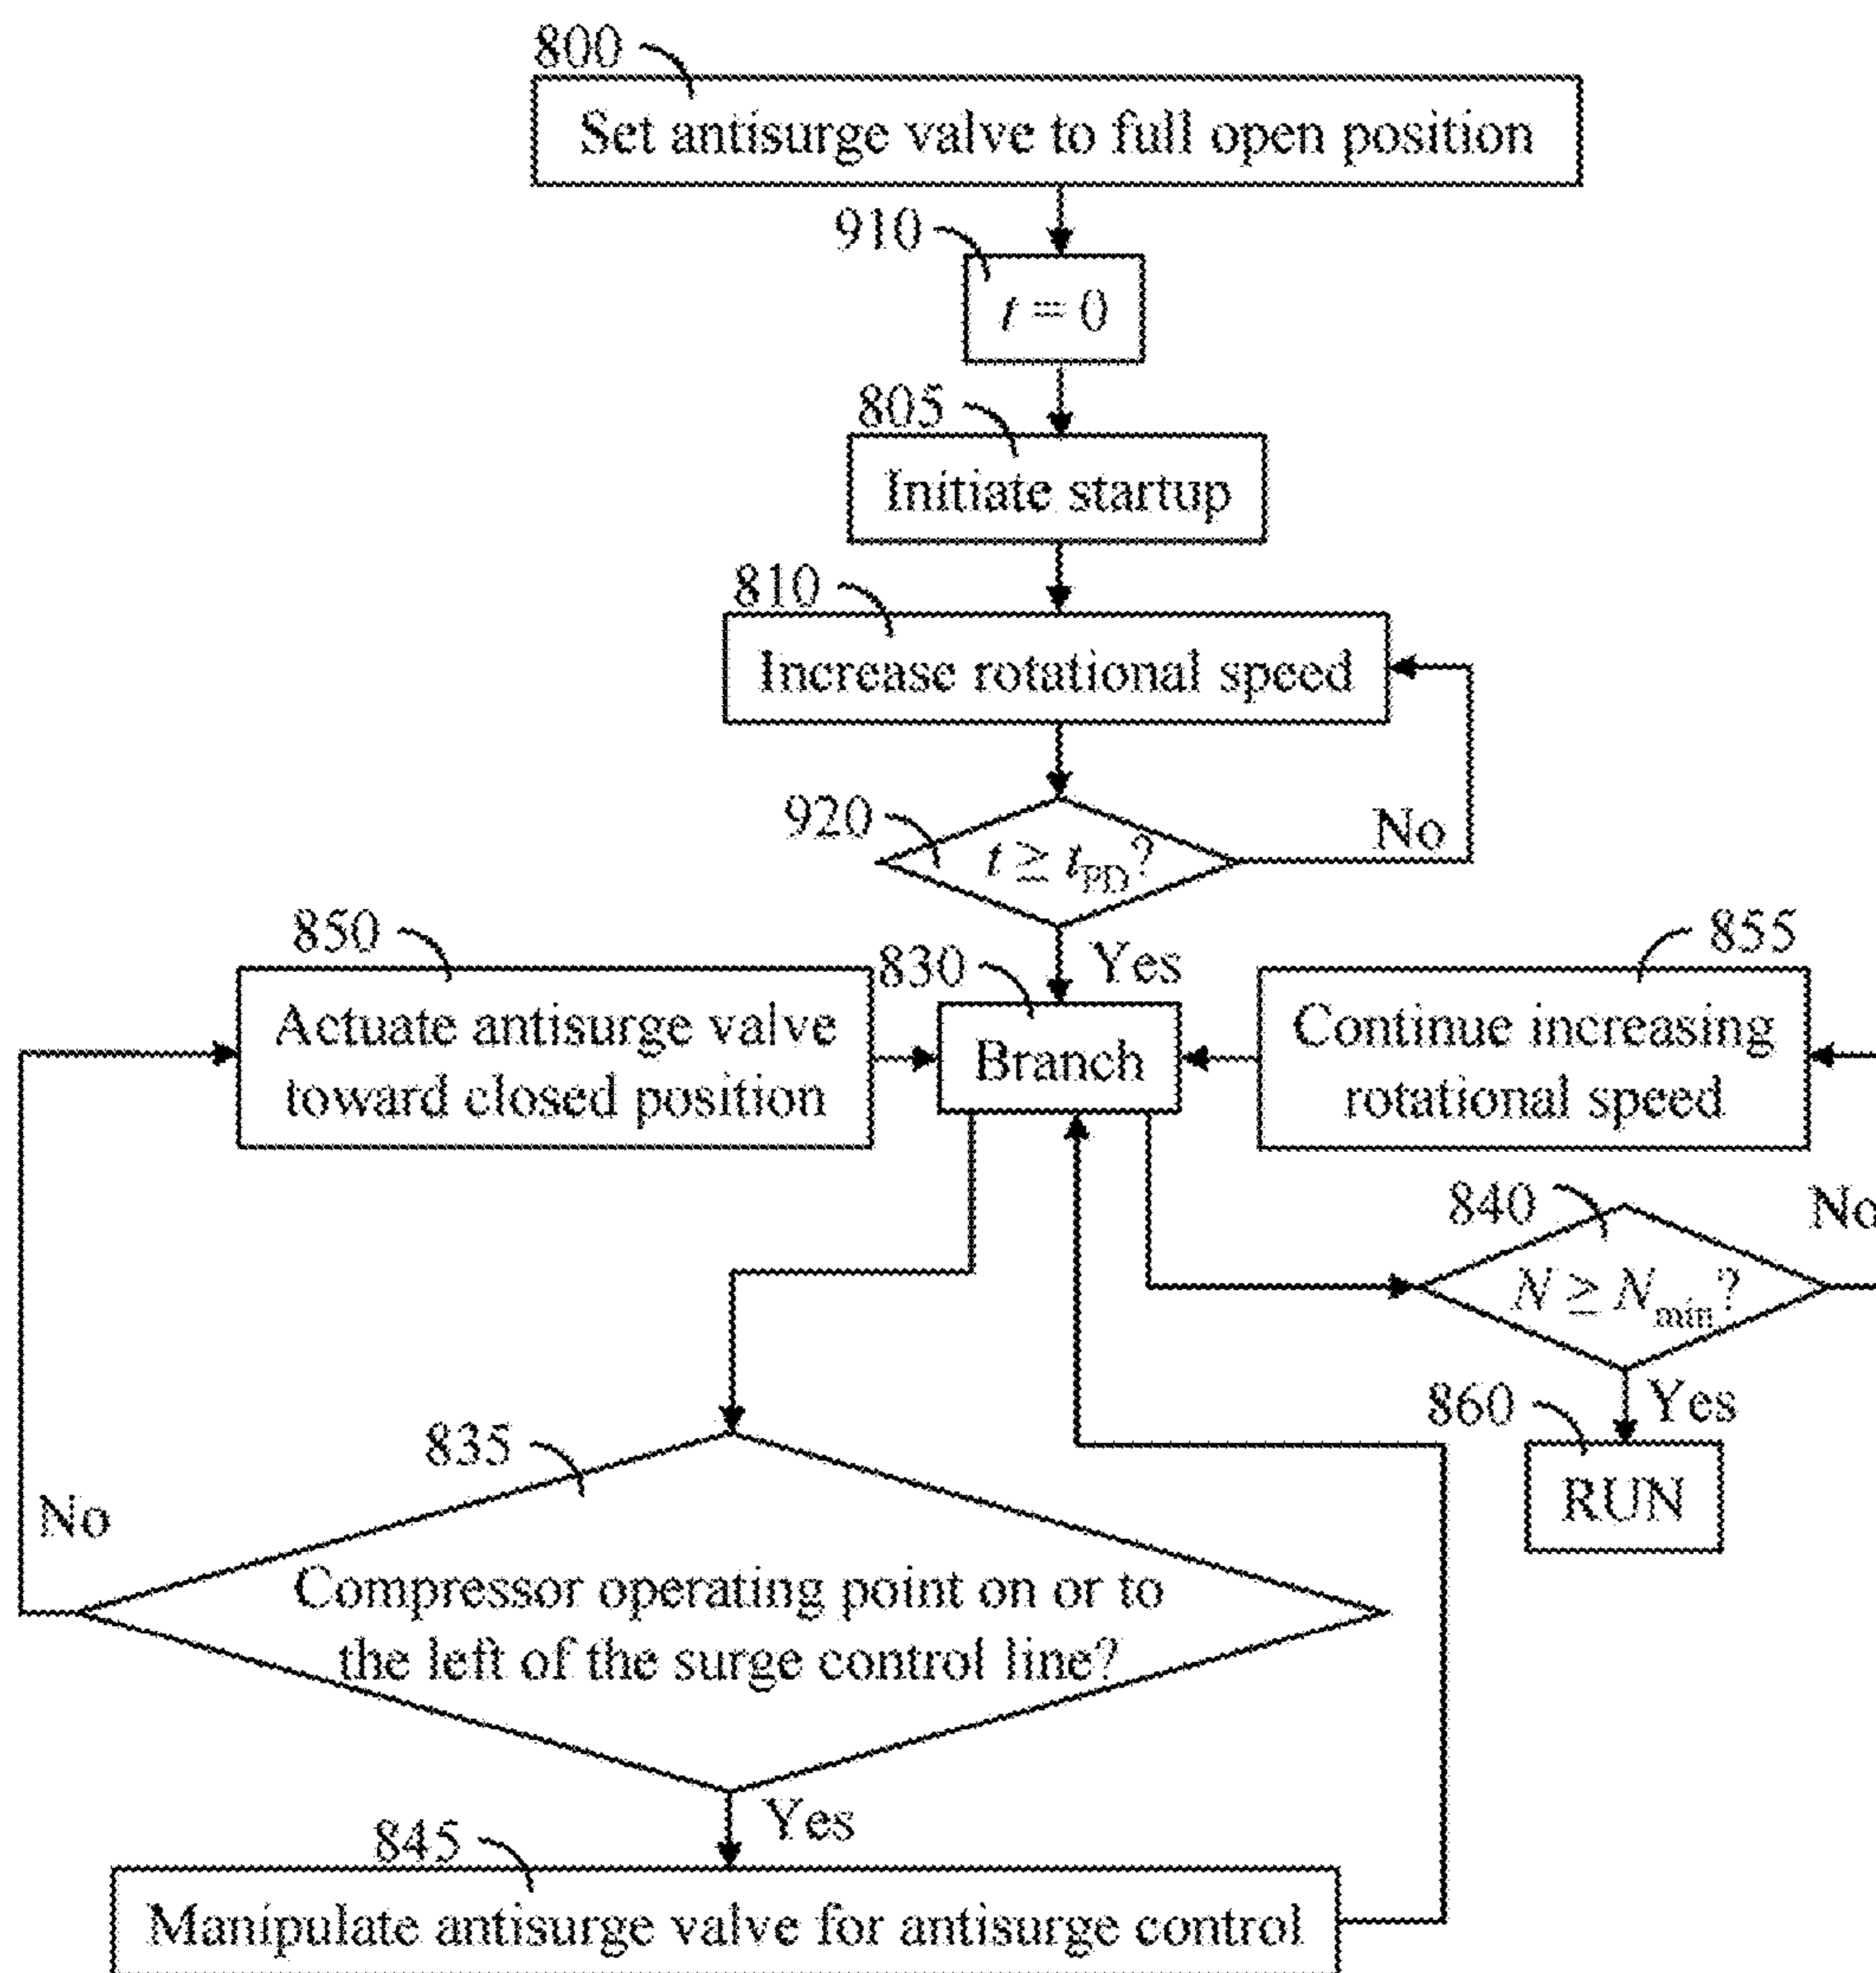 800
Set antisurge valve to full open position
910
t = 0
805
Initiate startup
810
Increase rotational speed
920
t ≥ tPD?
No
Yes
850
Actuate antisurge valve
toward closed position
830
Branch
855
Continue increasing
rotational speed
840
N ≥ Nmin?
No
Yes
860
RUN
835
Compressor operating point on or to
the left of the surge control line?
No
Yes
845
Manipulate antisurge valve for antisurge control